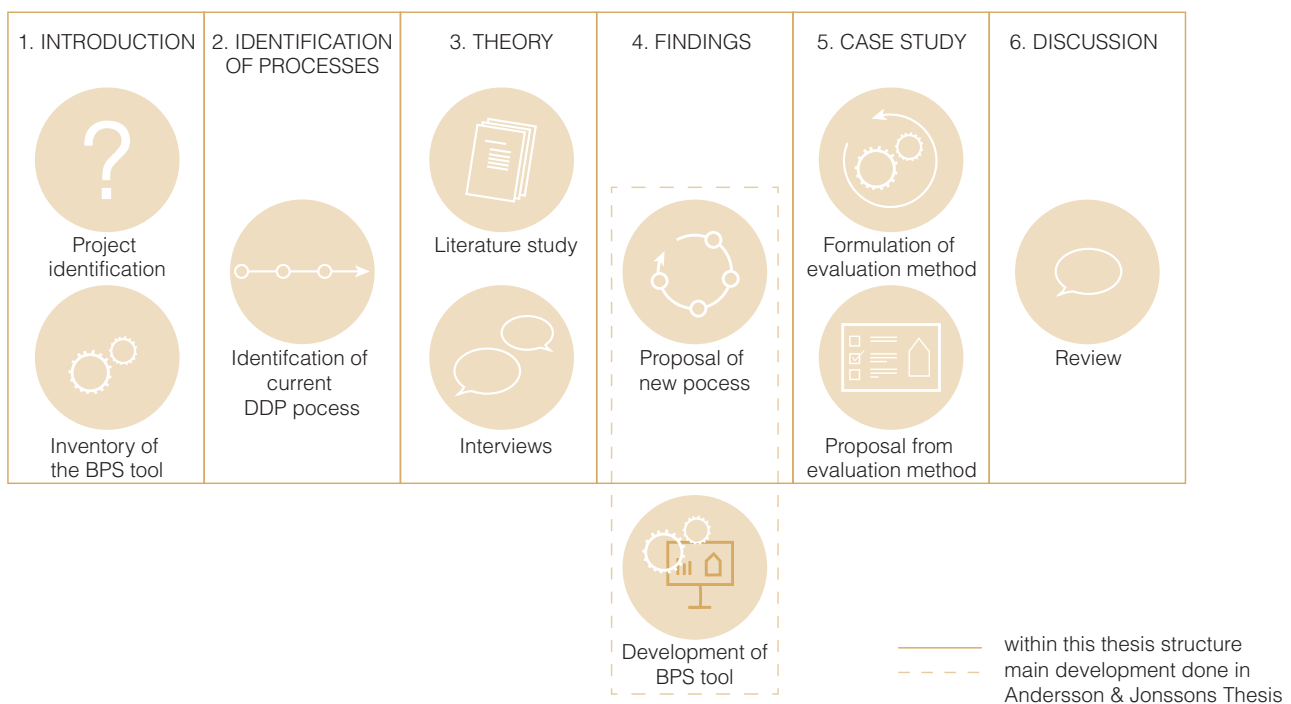 1. INTRODUCTION
Project
identification
Inventory of
the BPS tool
2. IDENTIFICATION
OF PROCESSES
Identifcation of
current
DDP pocess
3. THEORY
Literature study
Interviews
4. FINDINGS
Proposal of
new pocess
Development of
BPS tool
5. CASE STUDY
Formulation of
evaluation method
Proposal from
evaluation method
6. DISCUSSION
Review
within this thesis structure
main development done in
Andersson & Jonssons Thesis